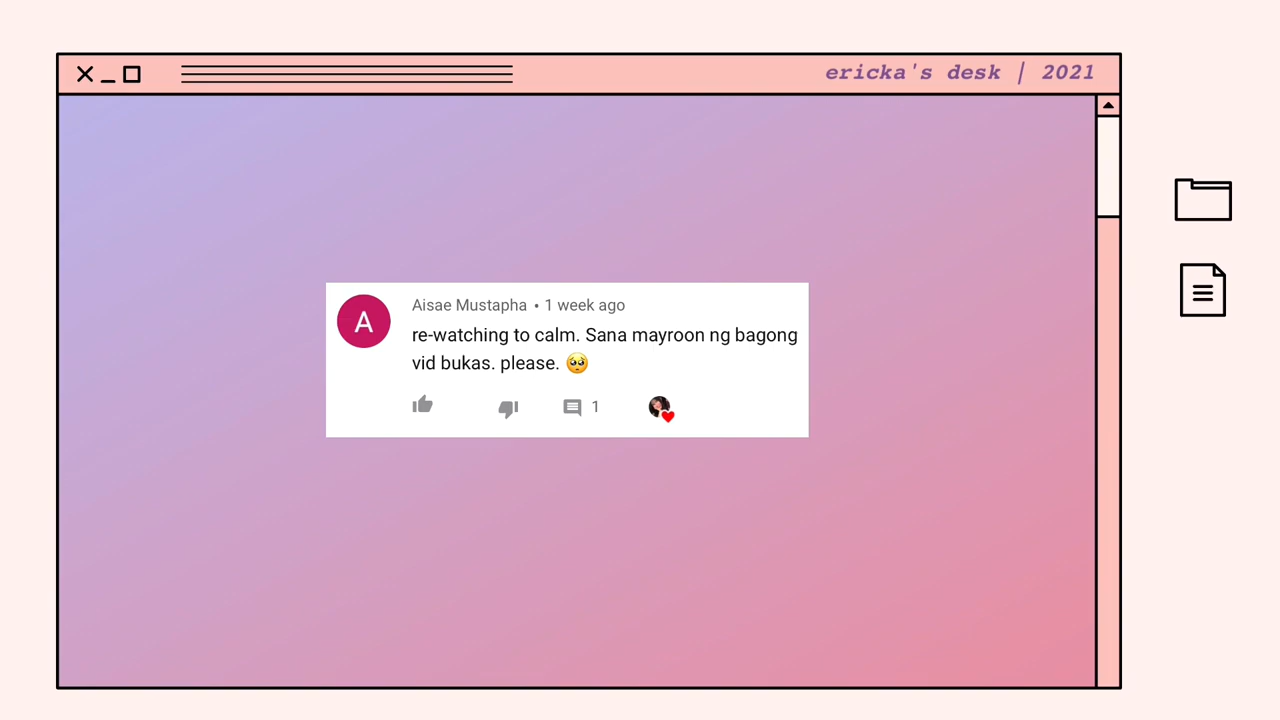 ericka's desk | 2021
Aisae Mustapha • 1 week ago
re-watching to calm. Sana mayroon ng bagong
vid bukas. please. 🥺
1
A